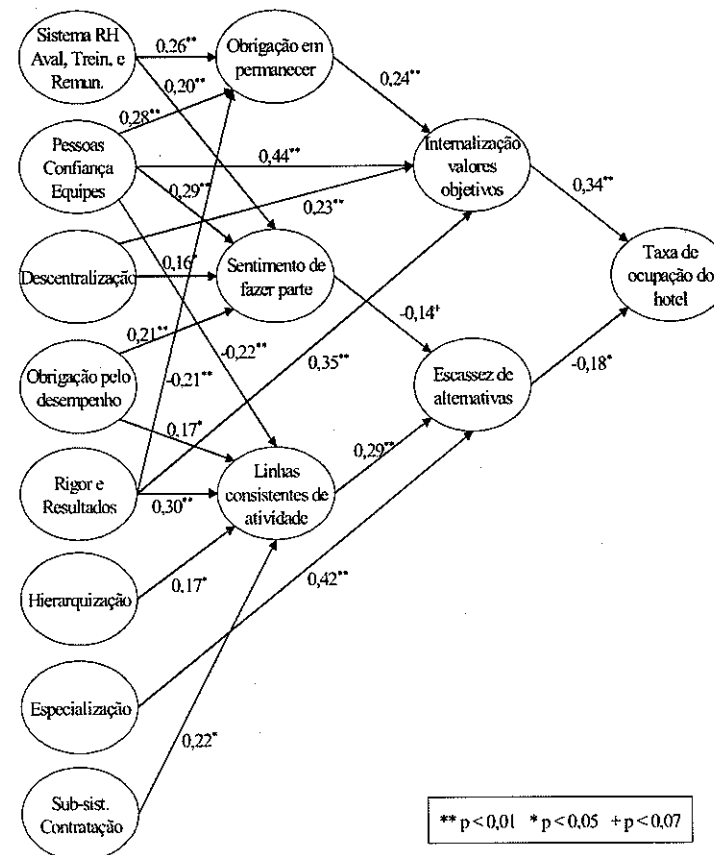 Sistema RH
Aval, Trein, e
Remun.
0,26**
Obrigação em
permanecer
0,20**
0,24**
0,28**
Pessoas
Confiança
Equipes
0,44**
Internalização
valores
objetivos
0,29**
0,34**
0,23**
Descentralização
0,16*
Sentimento de
fazer parte
Taxa de
ocupação do
hotel
0,21**
-0,22**
-0,14+
Obrigação pelo
desempenho
-0,21**
0,35**
Escassez de
alternativas
-0,18*
0,17*
0,29**
Rigor e
Resultados
0,30**
Linhas
consistentes de
atividade
Hierarquização
0,17*
0,42**
Especialização
0,22*
Sub-sist.
Contratação
** p<0,01 * p<0,05 + p<0,07